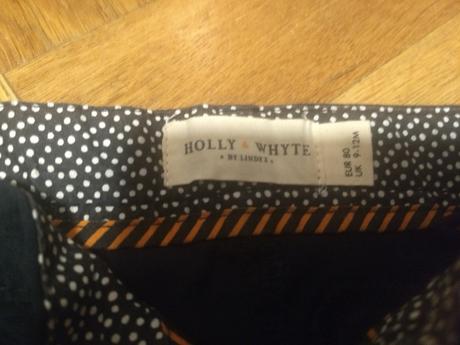 HOLLY & WHYTE
• BY LINDEX •
EUR 80
UK 9-12M